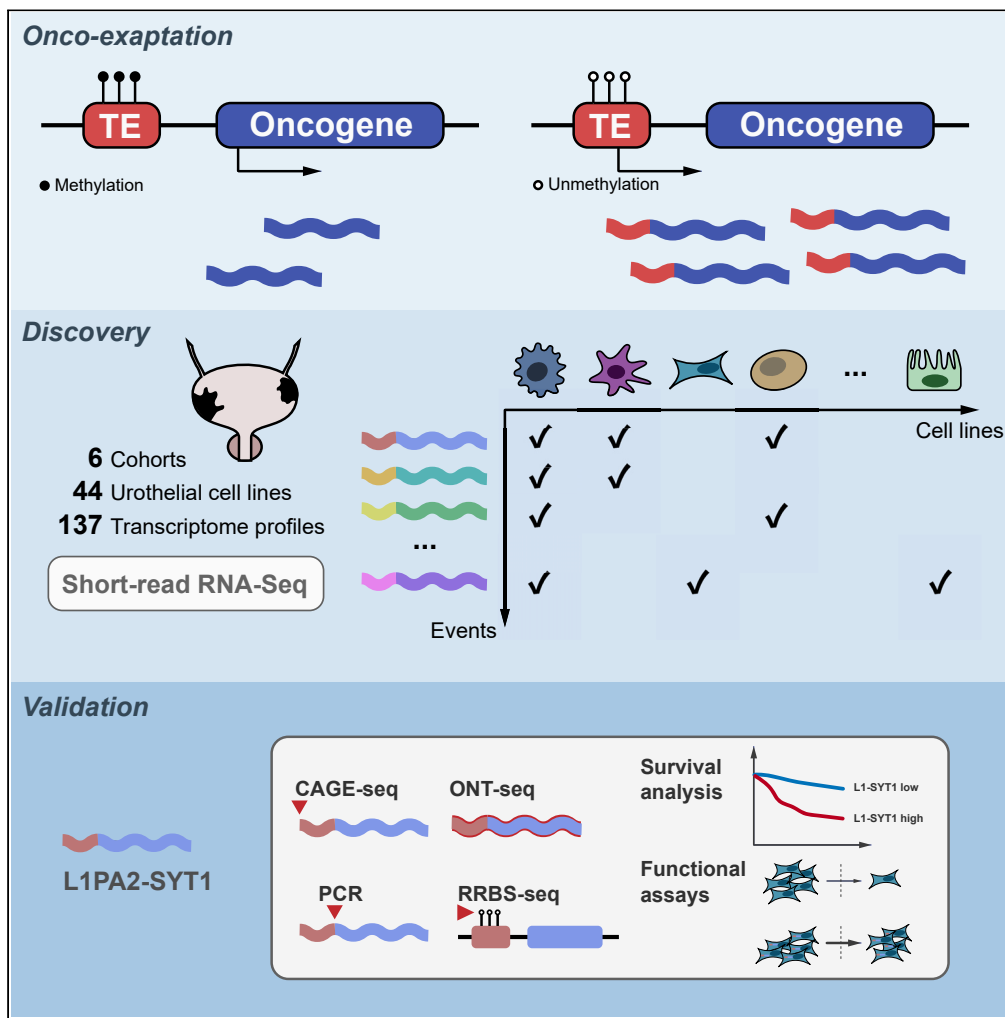 Onco-exaptation
TE
Oncogene
TE
Oncogene
Methylation
Unmethylation
Discovery
6 Cohorts
44 Urothelial cell lines
137 Transcriptome profiles
Short-read RNA-Seq
...
Cell lines
...
Events
Validation
L1PA2-SYT1
CAGE-seq
ONT-seq
PCR
RRBS-seq
Survival
analysis
L1-SYT1 low
L1-SYT1 high
Functional
assays